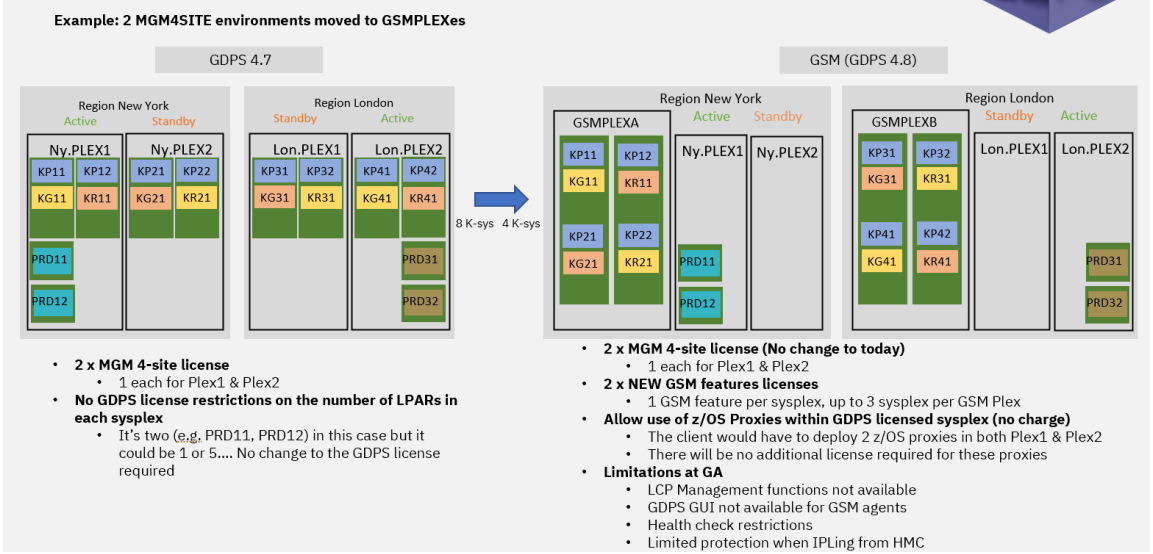 Example: 2 MGM4SITE environments moved to GSMPLEXes
GDPS 4.7
Region New York
Active Standby
Ny.PLEX1 Ny.PLEX2
KP11 KP12 KP21 KP22
KG11 KR11 KG21 KR21
PRD11
PRD12
Region London
Standby Active
Lon.PLEX1 Lon.PLEX2
KP31 KP32 KP41 KP42
KG31 KR31 KG41 KR41
PRD31
PRD32
8 K-sys 4 K-sys
GSM (GDPS 4.8)
Region New York
GSMPLEXA Active Standby
Ny.PLEX1 Ny.PLEX2
KP11 KP12
KG11 KR11
KP21 KP22
KG21 KR21
PRD11
PRD12
Region London
GSMPLEXB Standby Active
Lon.PLEX1 Lon.PLEX2
KP31 KP32
KG31 KR31
KP41 KP42
KG41 KR41
PRD31
PRD32
• 2 x MGM 4-site license
• 1 each for Plex1 & Plex2
• No GDPS license restrictions on the number of LPARs in
each sysplex
• It's two (e.g. PRD11, PRD12) in this case but it
could be 1 or 5…. No change to the GDPS license
required
• 2 x MGM 4-site license (No change to today)
• 1 each for Plex1 & Plex2
• 2 x NEW GSM features licenses
• 1 GSM feature per sysplex, up to 3 sysplex per GSM Plex
• Allow use of z/OS Proxies within GDPS licensed sysplex (no charge)
• The client would have to deploy 2 z/OS proxies in both Plex1 & Plex2
• There will be no additional license required for these proxies
• Limitations at GA
• LCP Management functions not available
• GDPS GUI not available for GSM agents
• Health check restrictions
• Limited protection when IPLing from HMC